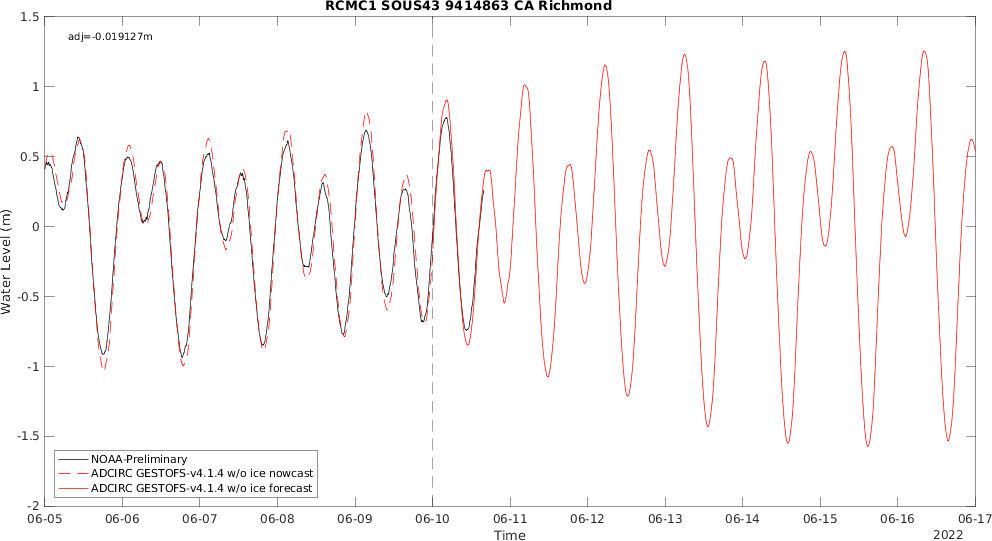 RCMC1 SOUS43 9414863 CA Richmond
adj=-0.019127m
1.5
1
0.5
0
-0.5
-1
-1.5
-2
Water Level (m)
NOAA-Preliminary
ADCIRC GESTOFS-v4.1.4 w/o ice nowcast
ADCIRC GESTOFS-v4.1.4 w/o ice forecast
06-05 06-06 06-07 06-08 06-09 06-10 06-11 06-12 06-13 06-14 06-15 06-16 06-17
Time
2022